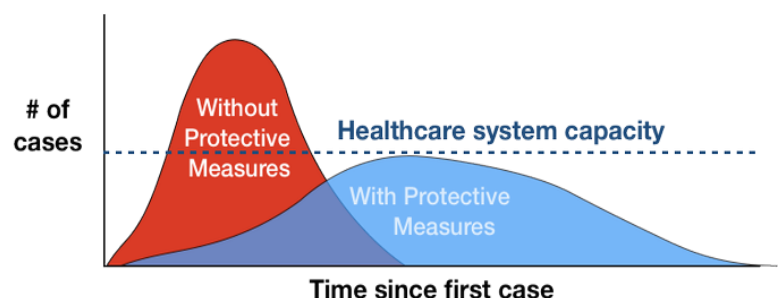 # of
cases
Without
Protective
Measures
Healthcare system capacity
With Protective
Measures
Time since first case